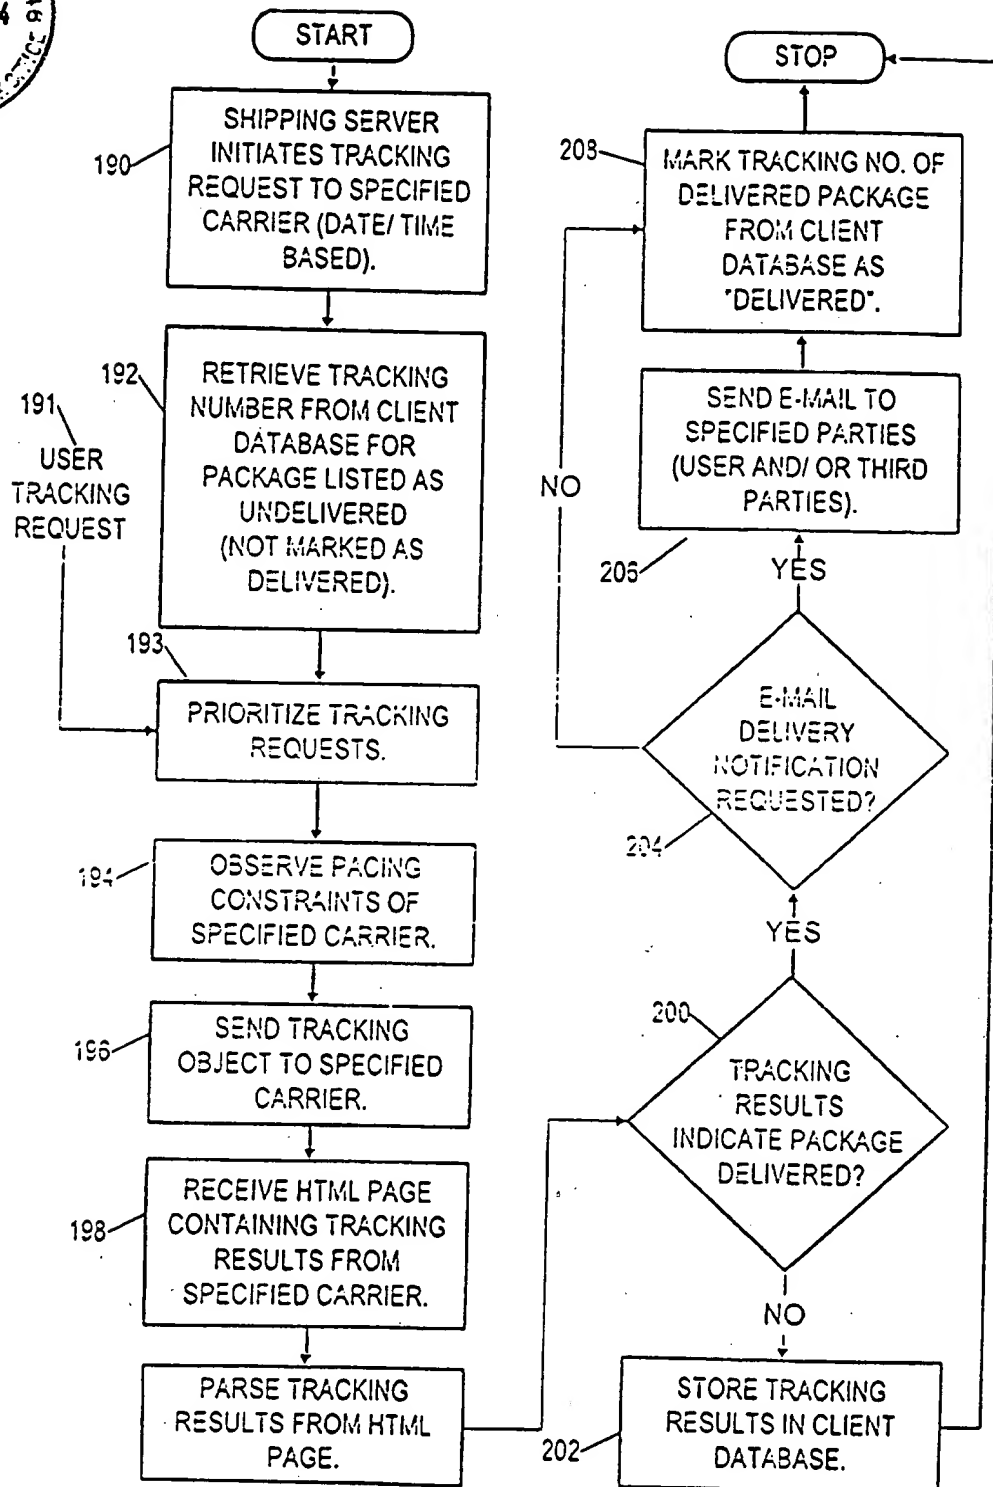 START
190
SHIPPING SERVER
INITIATES TRACKING
REQUEST TO SPECIFIED
CARRIER (DATE/ TIME
BASED).
192
RETRIEVE TRACKING
NUMBER FROM CLIENT
DATABASE FOR
PACKAGE LISTED AS
UNDELIVERED
(NOT MARKED AS
DELIVERED).
191
USER
TRACKING
REQUEST
193
PRIORITIZE TRACKING
REQUESTS.
194
OBSERVE PACING
CONSTRAINTS OF
SPECIFIED CARRIER.
196
SEND TRACKING
OBJECT TO SPECIFIED
CARRIER.
198
RECEIVE HTML PAGE
CONTAINING TRACKING
RESULTS FROM
SPECIFIED CARRIER.
PARSE TRACKING
RESULTS FROM HTML
PAGE.
STOP
208
MARK TRACKING NO. OF
DELIVERED PACKAGE
FROM CLIENT
DATABASE AS
"DELIVERED".
SEND E-MAIL TO
SPECIFIED PARTIES
(USER AND/ OR THIRD
PARTIES).
206
NO
YES
E-MAIL
DELIVERY
NOTIFICATION
REQUESTED?
204
YES
200
TRACKING
RESULTS
INDICATE PACKAGE
DELIVERED?
NO
202
STORE TRACKING
RESULTS IN CLIENT
DATABASE.